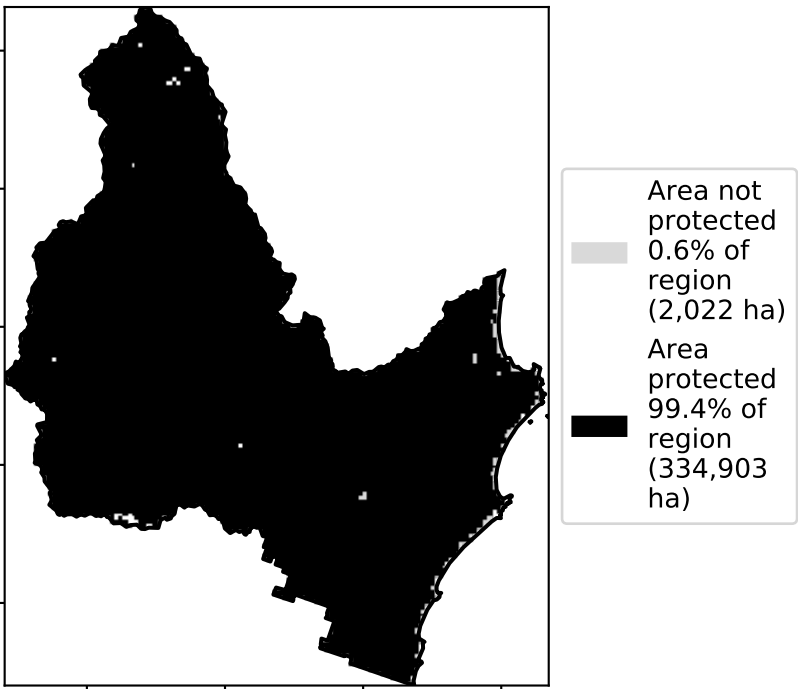 Area not
protected
0.6% of
region
(2,022 ha)
Area
protected
99.4% of
region
(334,903
ha)